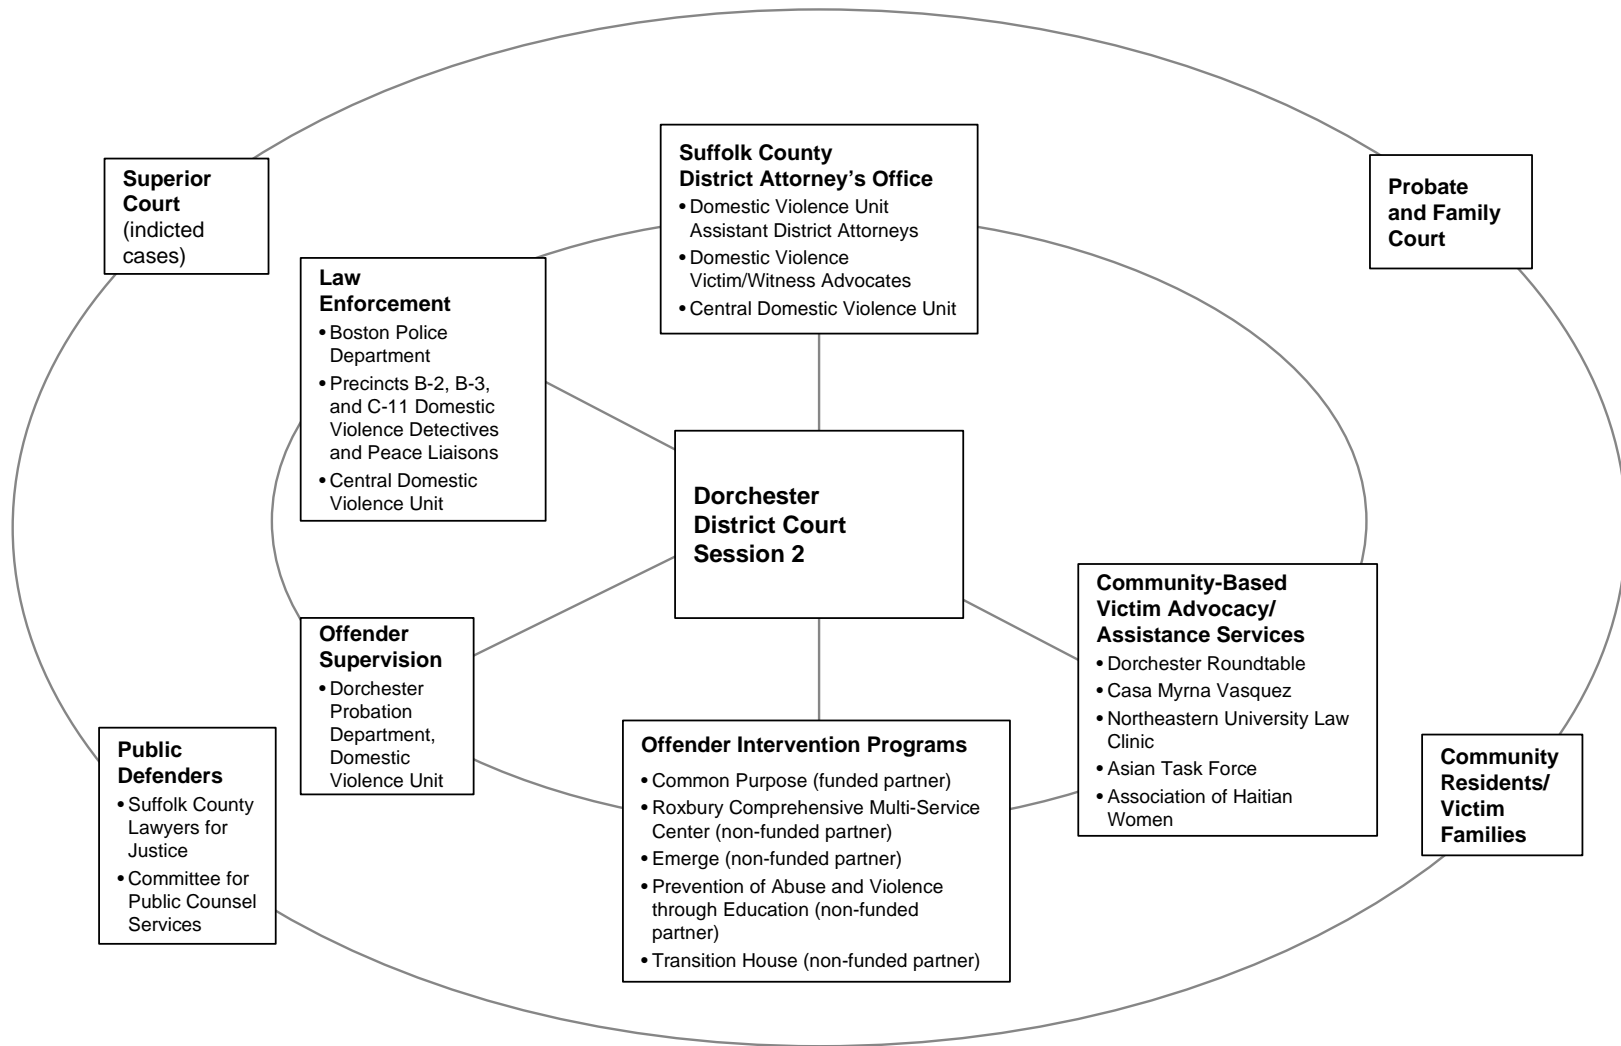 Superior
Court
(indicted
cases)
Suffolk County
District Attorney's Office
• Domestic Violence Unit
Assistant District Attorneys
• Domestic Violence
Victim/Witness Advocates
• Central Domestic Violence Unit
Probate
and Family
Court
Law
Enforcement
• Boston Police
Department
• Precincts B-2, B-3,
and C-11 Domestic
Violence Detectives
and Peace Liaisons
• Central Domestic
Violence Unit
Dorchester
District Court
Session 2
Offender
Supervision
• Dorchester
Probation
Department,
Domestic
Violence Unit
Community-Based
Victim Advocacy/
Assistance Services
• Dorchester Roundtable
• Casa Myrna Vasquez
• Northeastern University Law
Clinic
• Asian Task Force
• Association of Haitian
Women
Public
Defenders
• Suffolk County
Lawyers for
Justice
• Committee for
Public Counsel
Services
Offender Intervention Programs
• Common Purpose (funded partner)
• Roxbury Comprehensive Multi-Service
Center (non-funded partner)
• Emerge (non-funded partner)
• Prevention of Abuse and Violence
through Education (non-funded
partner)
• Transition House (non-funded partner)
Community
Residents/
Victim
Families